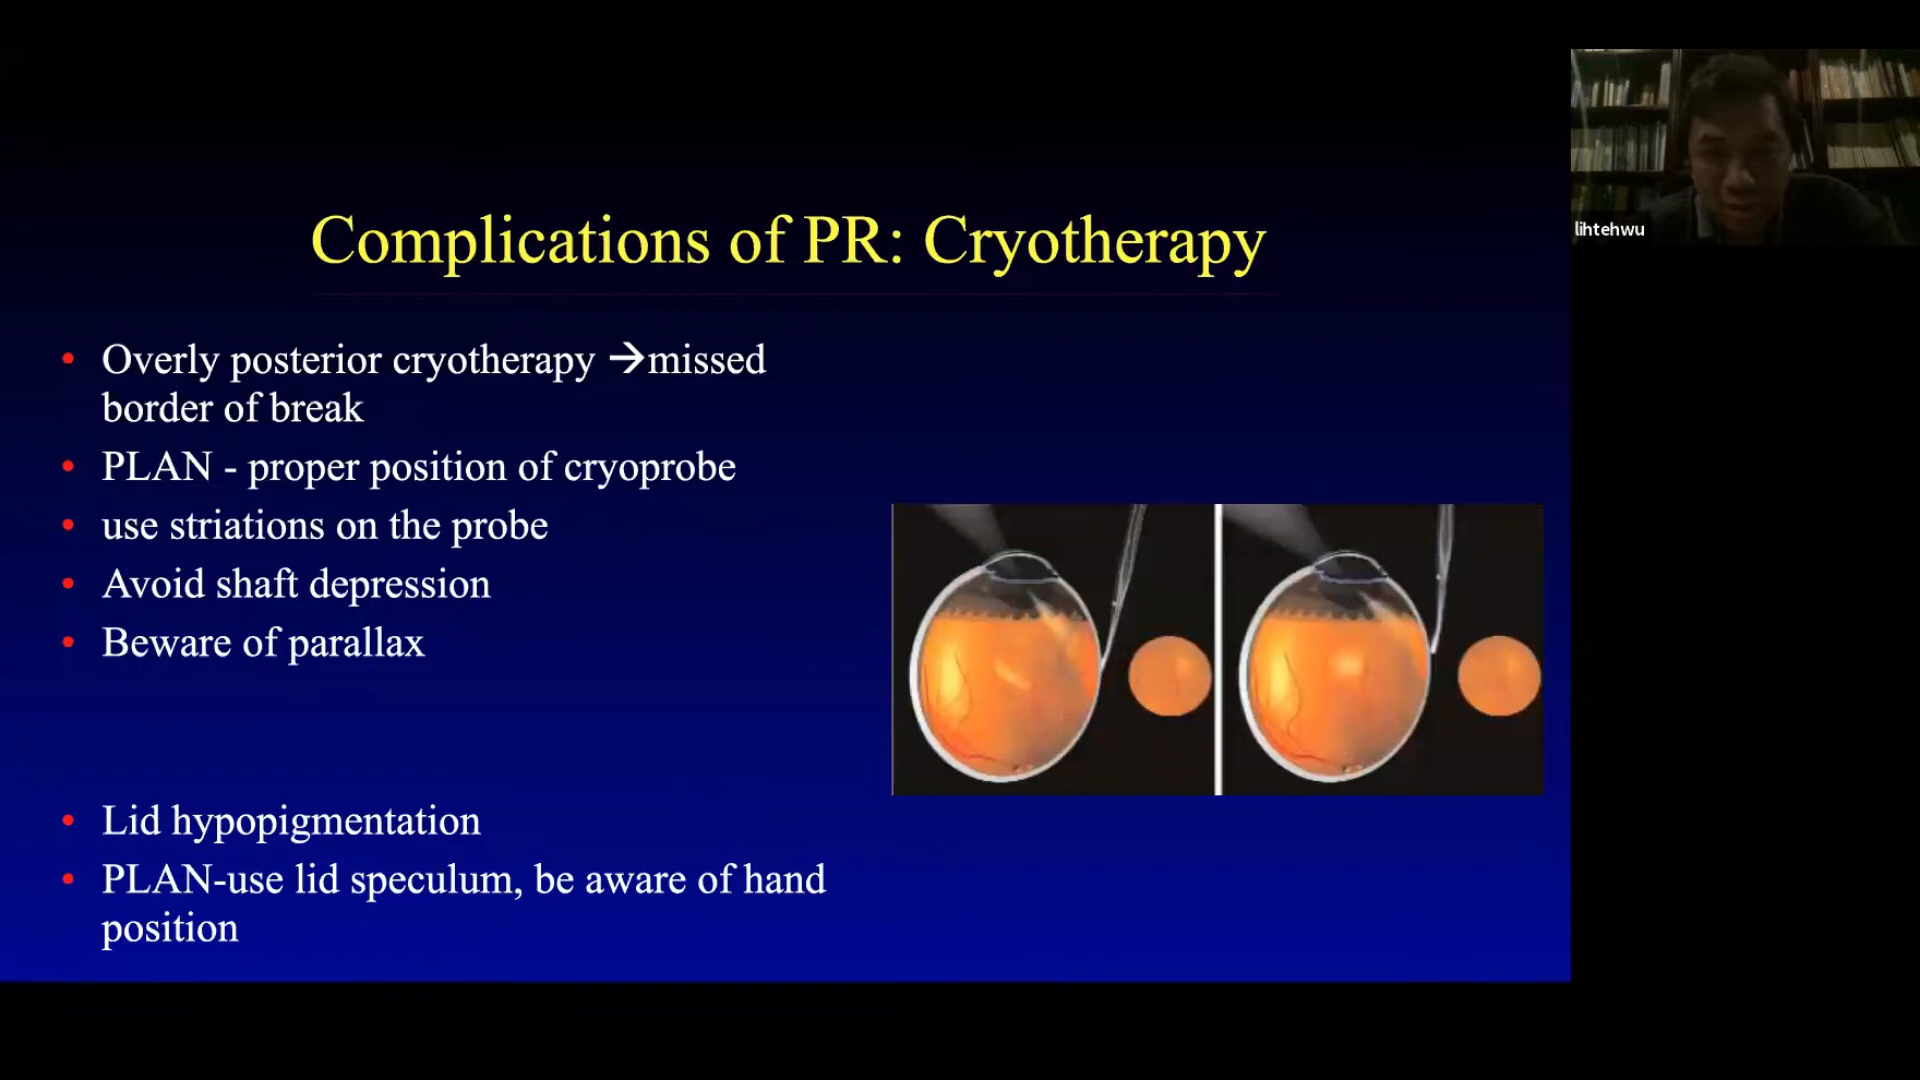 Complications of PR: Cryotherapy
• Overly posterior cryotherapy →missed
border of break
• PLAN - proper position of cryoprobe
• use striations on the probe
• Avoid shaft depression
• Beware of parallax
• Lid hypopigmentation
• PLAN-use lid speculum, be aware of hand
position
lihtehwu